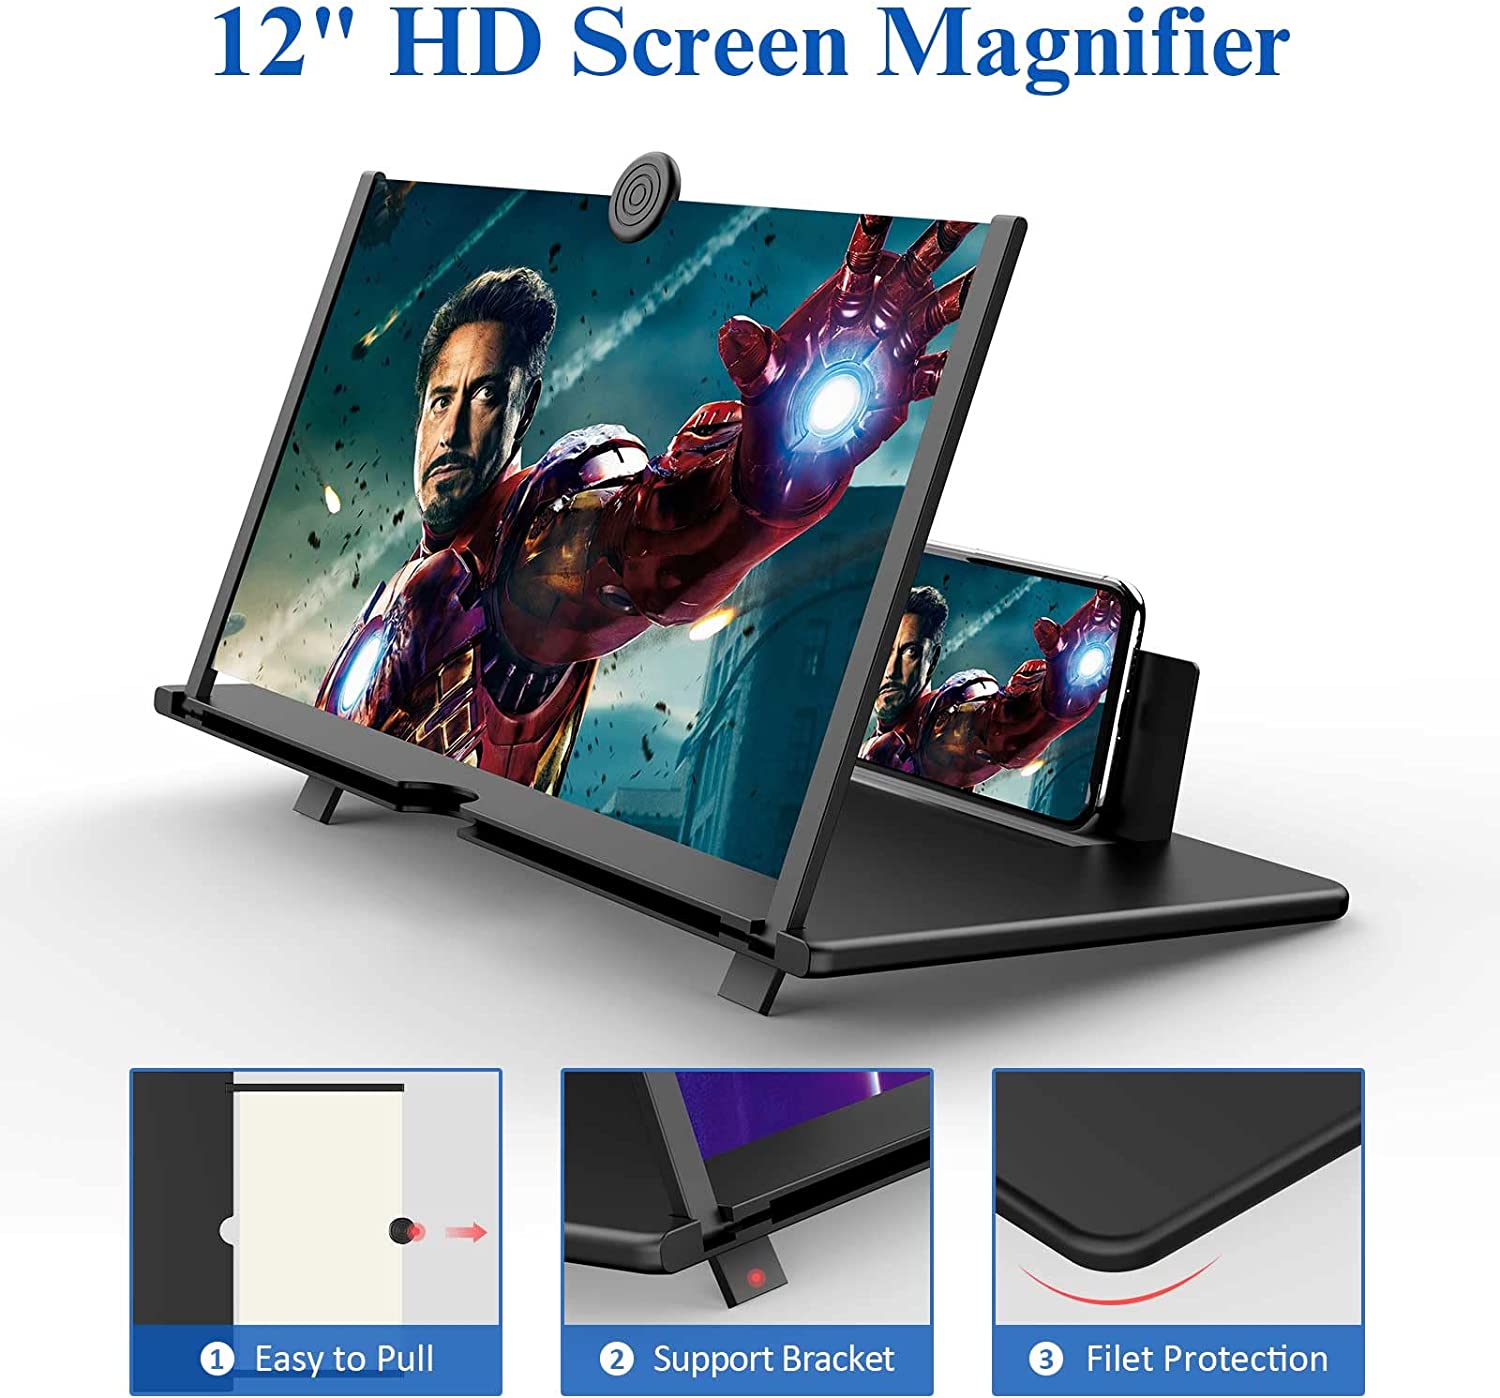 12" HD Screen Magnifier
1 Easy to Pull
2 Support Bracket
3 Filet Protection